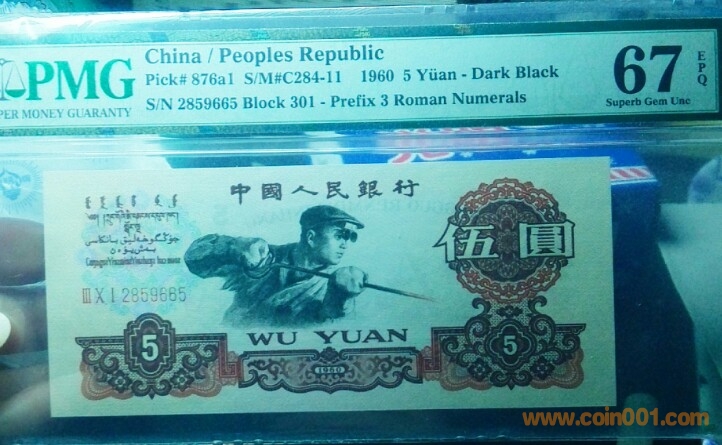 PMG
PER MONEY GUARANTY
China / Peoples Republic
Pick# 876a1 S/M#C284-11 1960 5 Yüan - Dark Black
S/N 2859665 Block 301 - Prefix 3 Roman Numerals
67
EPQ
Superb Gem Unc
中國人民銀行
伍圓
ⅢⅩⅠ2859665
WU YUAN
5
5
1960
www.coin001.com